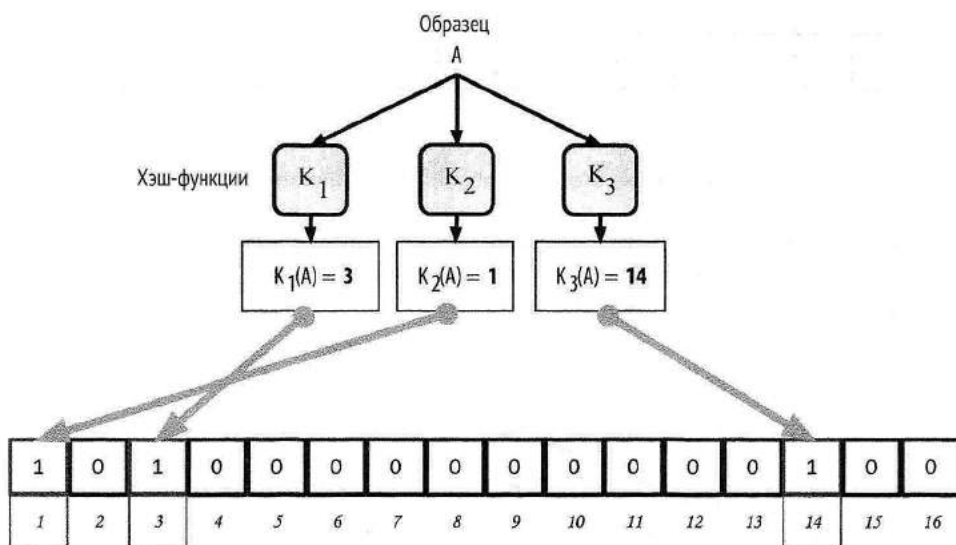 Образец
A
Хэш-функции
K1 K2 K3
K1(A) = 3 K2(A) = 1 K3(A) = 14
1 0 1 0 0 0 0 0 0 0 0 0 0 1 0 0
1 2 3 4 5 6 7 8 9 10 11 12 13 14 15 16